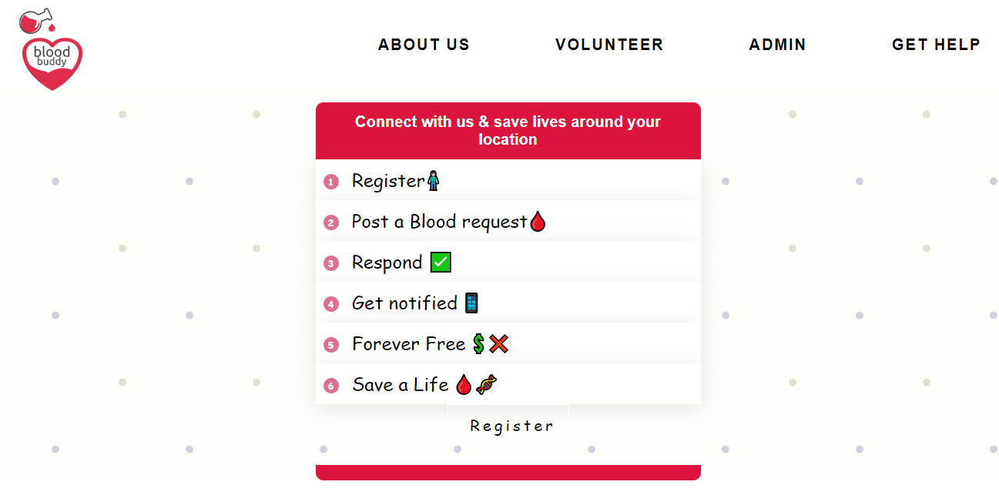 blood
buddy
ABOUT US
VOLUNTEER
ADMIN
GET HELP
Connect with us & save lives around your
location
1 Register
2 Post a Blood request
3 Respond
4 Get notified
5 Forever Free
6 Save a Life
Register